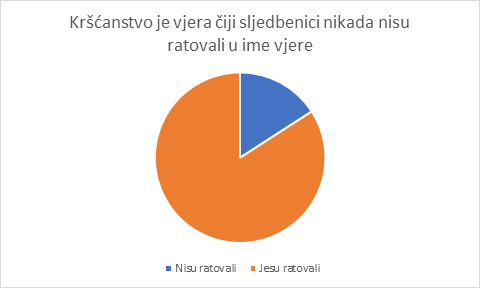 Kršćanstvo je vjera čiji sljedbenici nikada nisu
ratovali u ime vjere
Nisu ratovali
Jesu ratovali